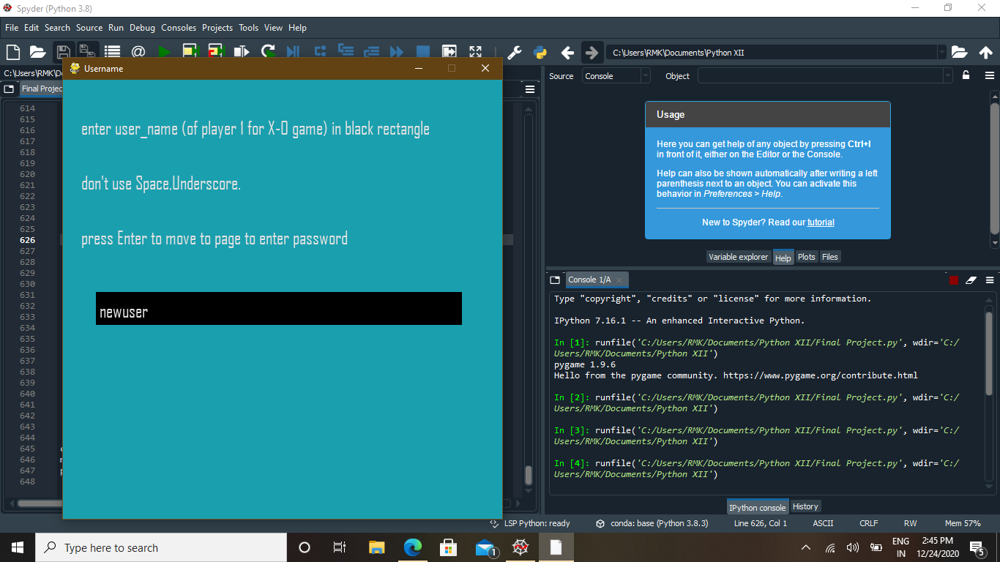 Spyder (Python 3.8)
File Edit Search Source Run Debug Consoles Projects Tools View Help
C:\Users\RMK\Documents\Python XII
C:\Users\RMK\D
Final Projec
614
615
616
617
618
619
620
621
622
623
624
625
626
627
628
629
630
631
632
633
634
635
636
637
638
639
640
641
642
643
644
645
646
647
648
Username
enter user_name (of player 1 for X-O game) in black rectangle
don't use Space,Underscore.
press Enter to move to page to enter password
newuser
Source Console Object
Usage
Here you can get help of any object by pressing Ctrl+I
in front of it, either on the Editor or the Console.
Help can also be shown automatically after writing a left
parenthesis next to an object. You can activate this
behavior in Preferences > Help.
New to Spyder? Read our tutorial
Variable explorer Help Plots Files
Console 1/A
Type "copyright", "credits" or "license" for more information.
IPython 7.16.1 -- An enhanced Interactive Python.
In [1]: runfile('C:/Users/RMK/Documents/Python XII/Final Project.py', wdir='C:/
Users/RMK/Documents/Python XII')
pygame 1.9.6
Hello from the pygame community. https://www.pygame.org/contribute.html
In [2]: runfile('C:/Users/RMK/Documents/Python XII/Final Project.py', wdir='C:/
Users/RMK/Documents/Python XII')
In [3]: runfile('C:/Users/RMK/Documents/Python XII/Final Project.py', wdir='C:/
Users/RMK/Documents/Python XII')
In [4]: runfile('C:/Users/RMK/Documents/Python XII/Final Project.py', wdir='C:/
Users/RMK/Documents/Python XII')
IPython console History
LSP Python: ready conda: base (Python 3.8.3) Line 626, Col 1 ASCII CRLF RW Mem 57%
Type here to search
1
ENG
IN
2:45 PM
12/24/2020
5